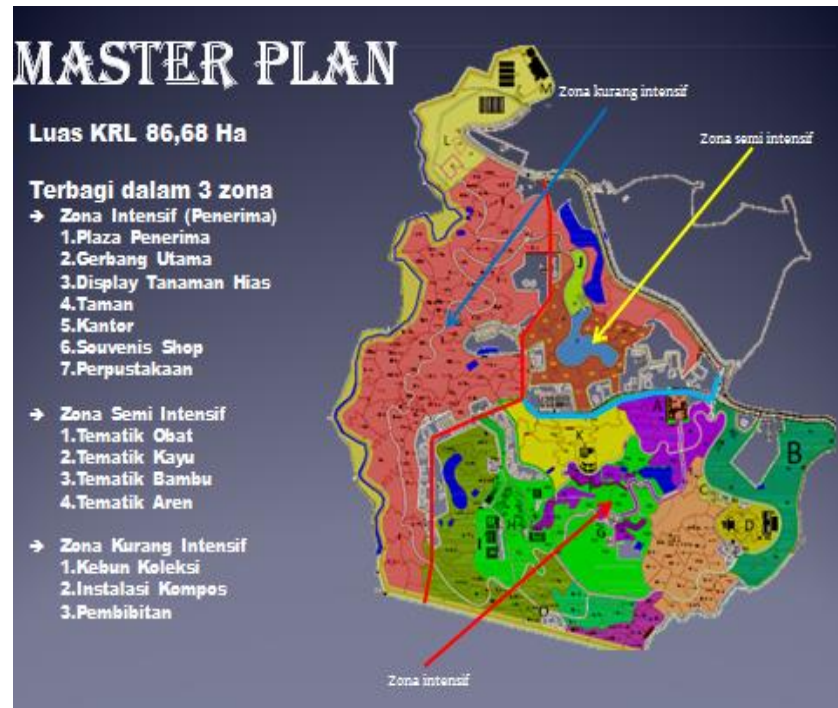 MASTER PLAN
Luas KRL 86,68 Ha
Terbagi dalam 3 zona
→ Zona Intensif (Penerima)
1.Plaza Penerima
2.Gerbang Utama
3.Display Tanaman Hias
4.Taman
5.Kantor
6.Souvenis Shop
7.Perpustakaan
→ Zona Semi Intensif
1.Tematik Obat
2.Tematik Kayu
3.Tematik Bambu
4.Tematik Aren
→ Zona Kurang Intensif
1.Kebun Koleksi
2.Instalasi Kompos
3.Pembibitan
Zona kurang intensif
Zona semi intensif
M
L
J
A
B
K
C
D
H
G
O
Zona intensif